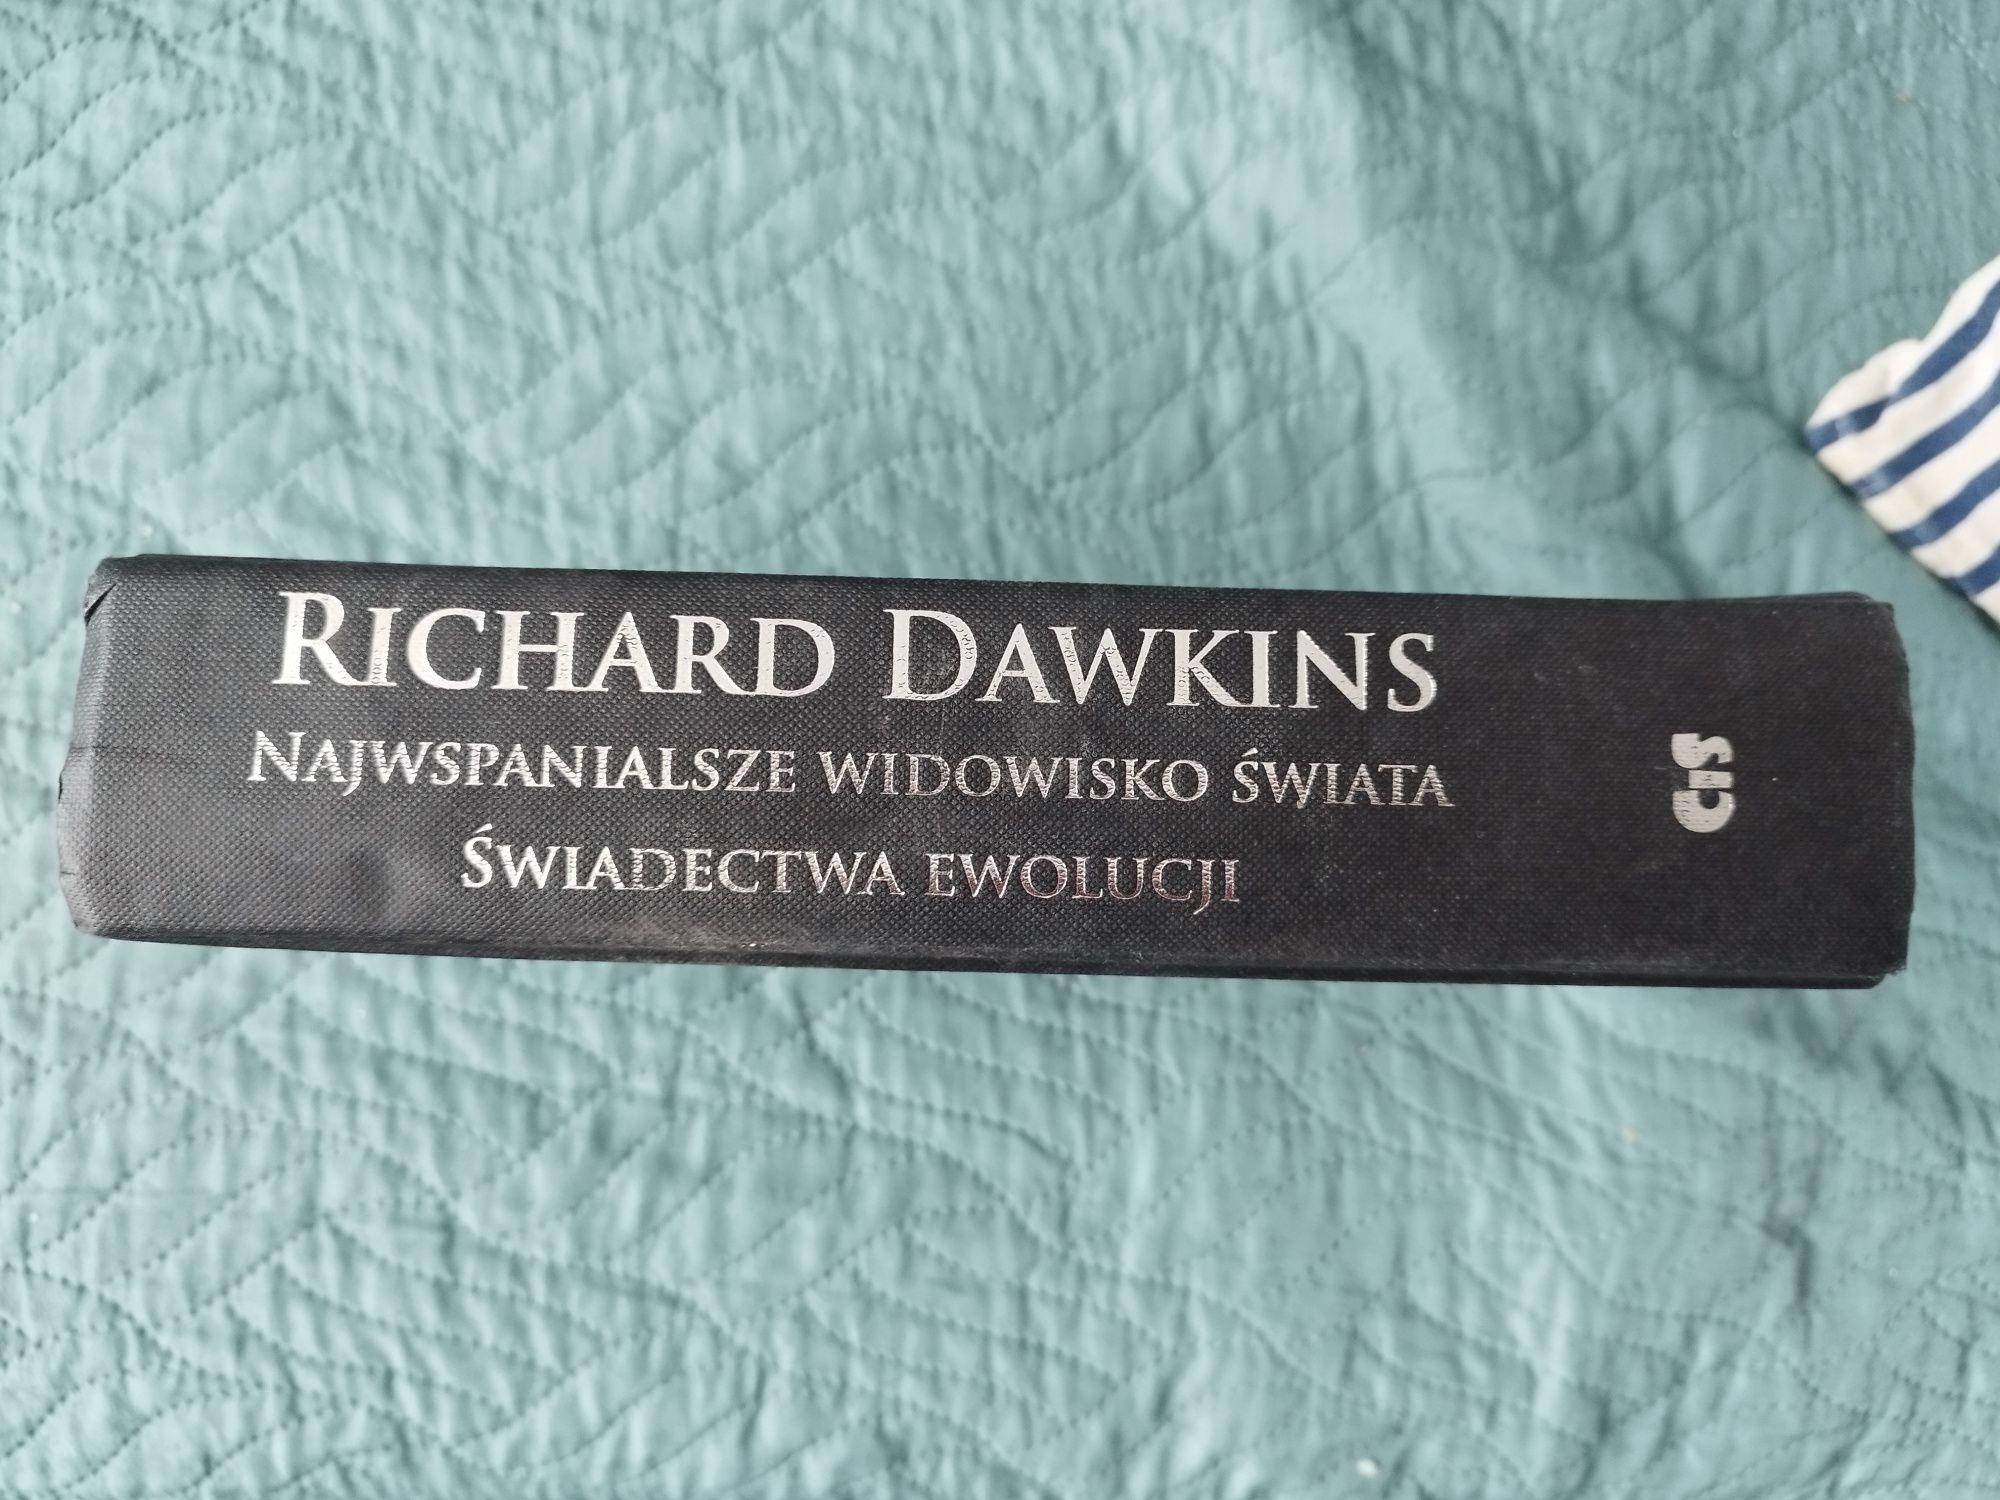 Richard Dawkins
Najwspanialsze widowisko świata
Świadectwa ewolucji
CiS